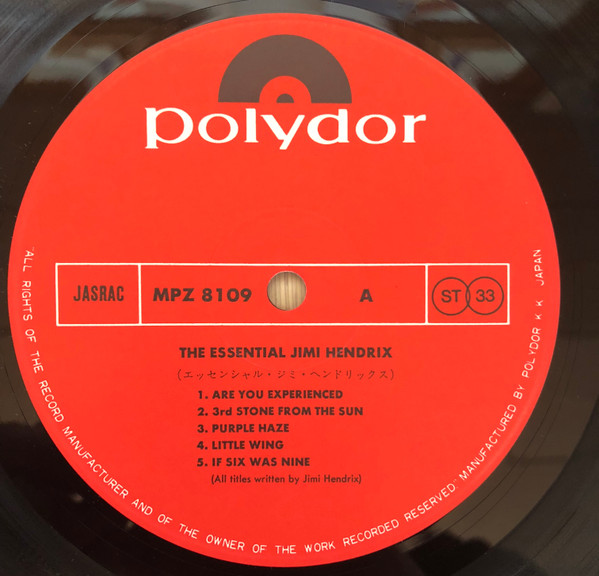 polydor
JASRAC
MPZ 8109
A
ST 33
THE ESSENTIAL JIMI HENDRIX
(エッセンシャル・ジミ・ヘンドリックス)
1. ARE YOU EXPERIENCED
2. 3rd STONE FROM THE SUN
3. PURPLE HAZE
4. LITTLE WING
5. IF SIX WAS NINE
(All titles written by Jimi Hendrix)
"ALL RIGHTS OF THE RECORD MANUFACTURER AND OF THE OWNER OF THE WORK RECORDED RESERVED" MANUFACTURED BY POLYDOR K. K. JAPAN